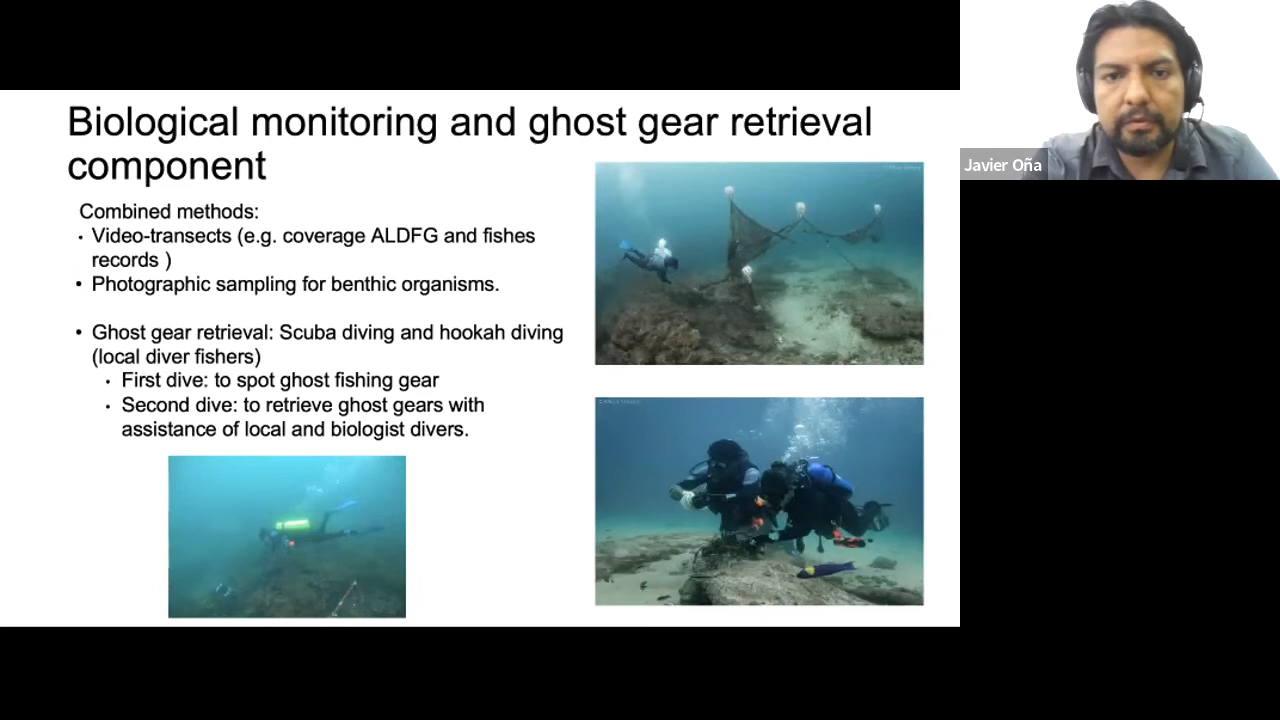 Biological monitoring and ghost gear retrieval
component
Combined methods:
• Video-transects (e.g. coverage ALDFG and fishes
records )
• Photographic sampling for benthic organisms.
• Ghost gear retrieval: Scuba diving and hookah diving
(local diver fishers)
• First dive: to spot ghost fishing gear
• Second dive: to retrieve ghost gears with
assistance of local and biologist divers.
Javier Oña